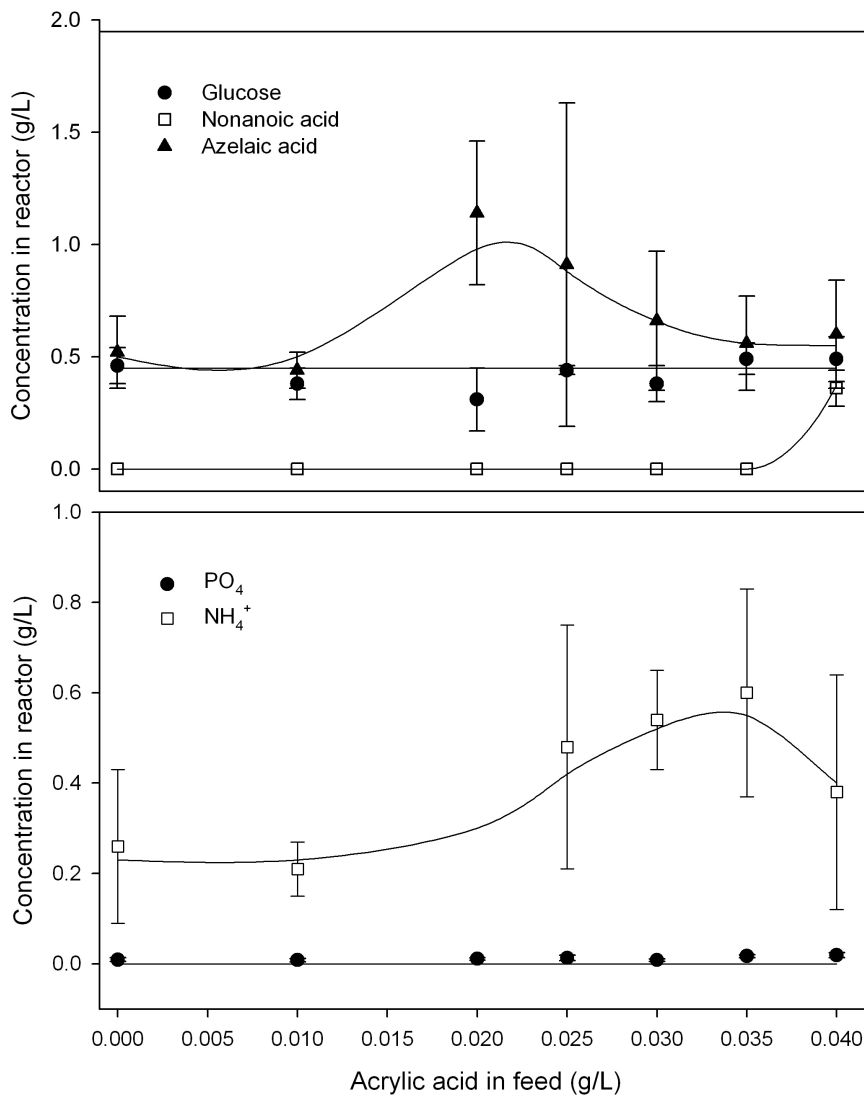 2.0
1.5
1.0
0.5
0.0
Concentration in reactor (g/L)
Glucose
Nonanoic acid
Azelaic acid
1.0
0.8
0.6
0.4
0.2
0.0
Concentration in reactor (g/L)
PO₄
NH₄⁺
0.000 0.005 0.010 0.015 0.020 0.025 0.030 0.035 0.040
Acrylic acid in feed (g/L)